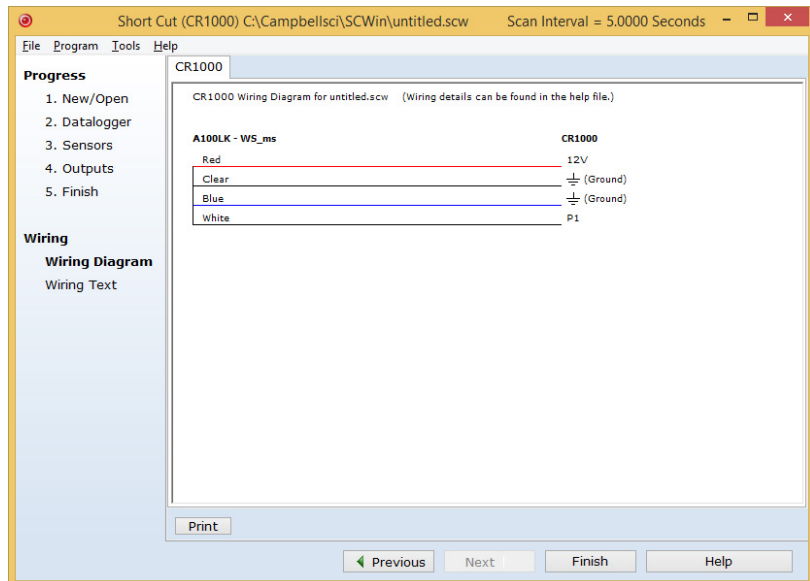 Short Cut (CR1000) C:\Campbellsci\SCWin\untitled.scw Scan Interval = 5.0000 Seconds
File Program Tools Help
Progress
1. New/Open
2. Datalogger
3. Sensors
4. Outputs
5. Finish
Wiring
Wiring Diagram
Wiring Text
CR1000
CR1000 Wiring Diagram for untitled.scw (Wiring details can be found in the help file.)
A100LK - WS_ms CR1000
Red 12V
Clear (Ground)
Blue (Ground)
White P1
Print
Previous Next Finish Help